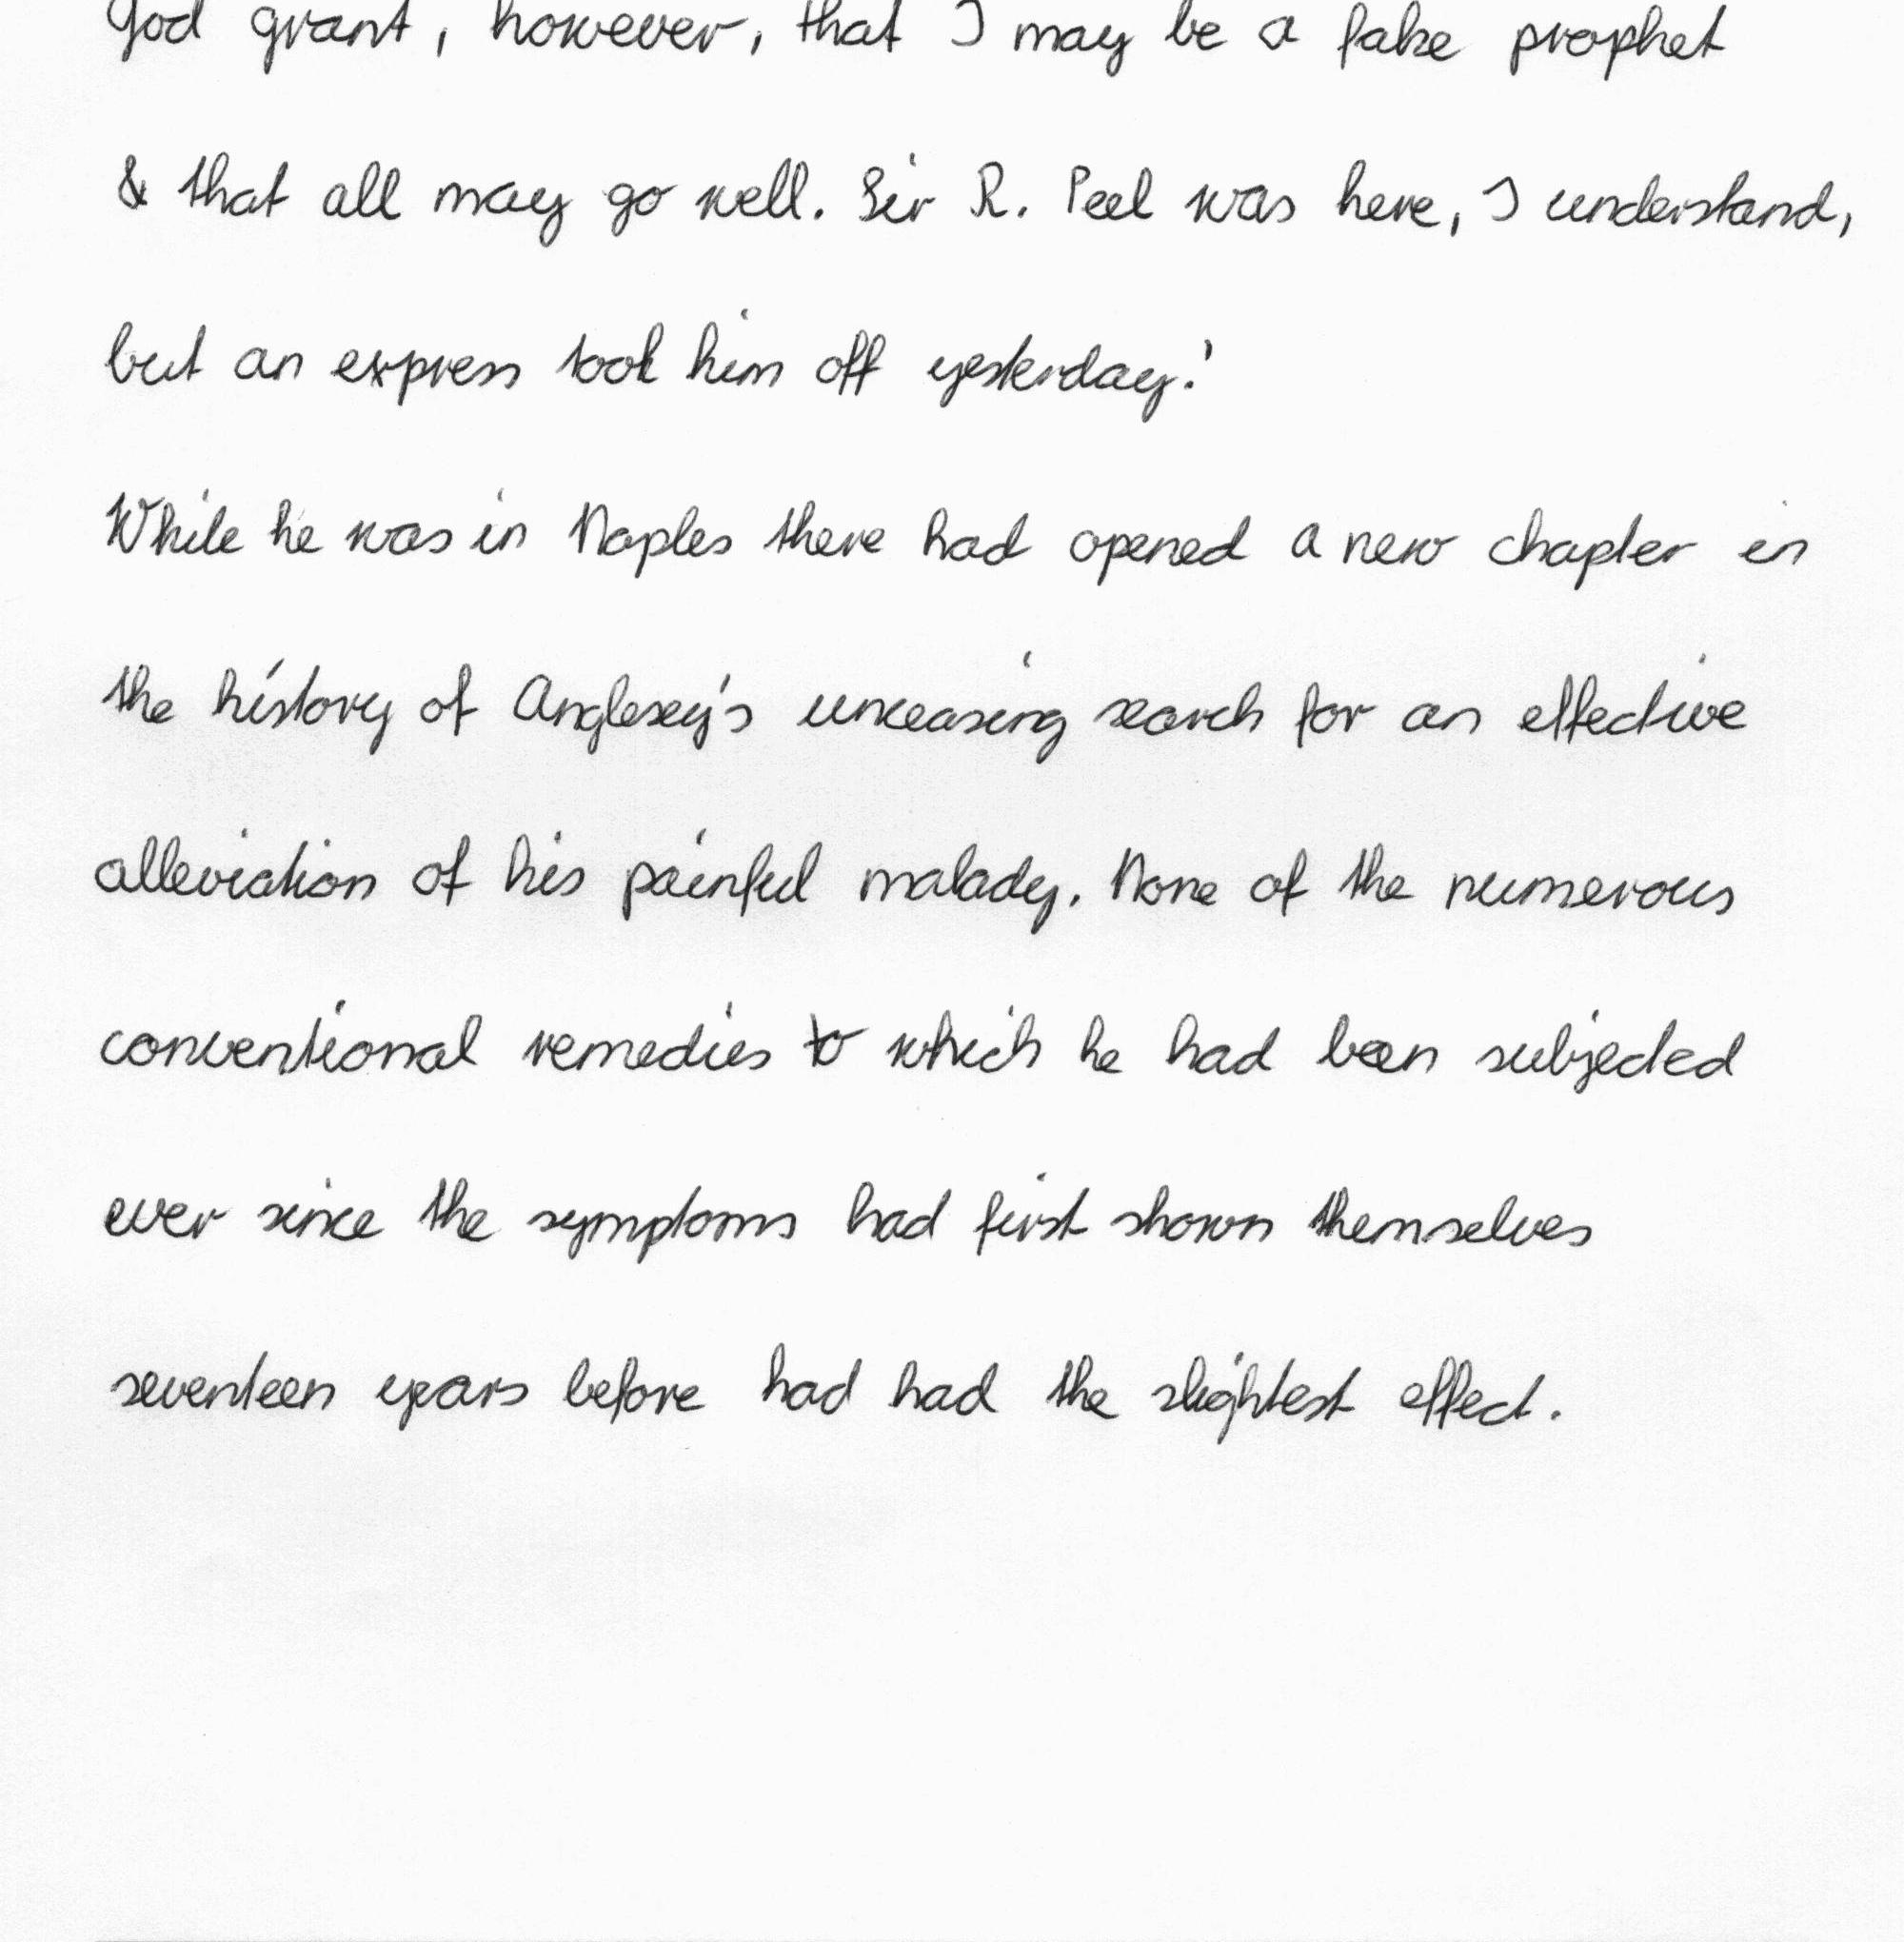 God grant, however, that I may be a false prophet
& that all may go well. Sir R. Peel was here, I understand,
but an express took him off yesterday.'
While he was in Naples there had opened a new chapter in
the history of Anglesey's unceasing search for an effective
alleviation of his painful malady. None of the numerous
conventional remedies to which he had been subjected
ever since the symptoms had first shown themselves
seventeen years before had had the slightest effect.